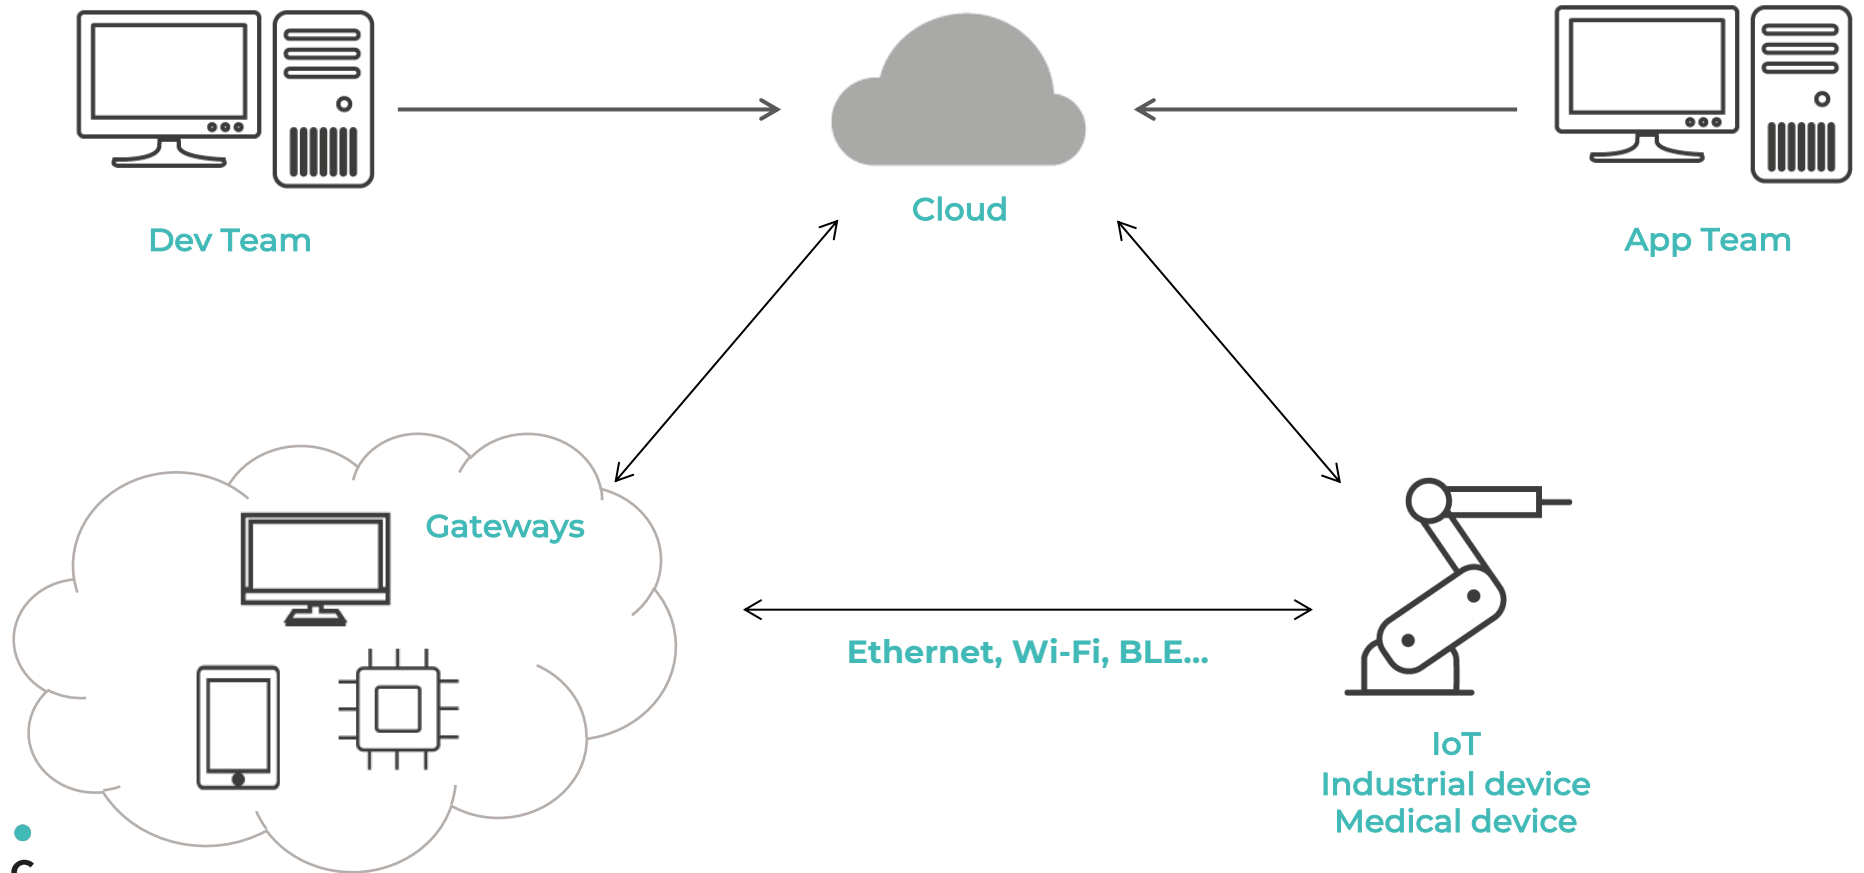 Cloud
Dev Team
App Team
Gateways
Ethernet, Wi-Fi, BLE...
IoT
Industrial device
Medical device